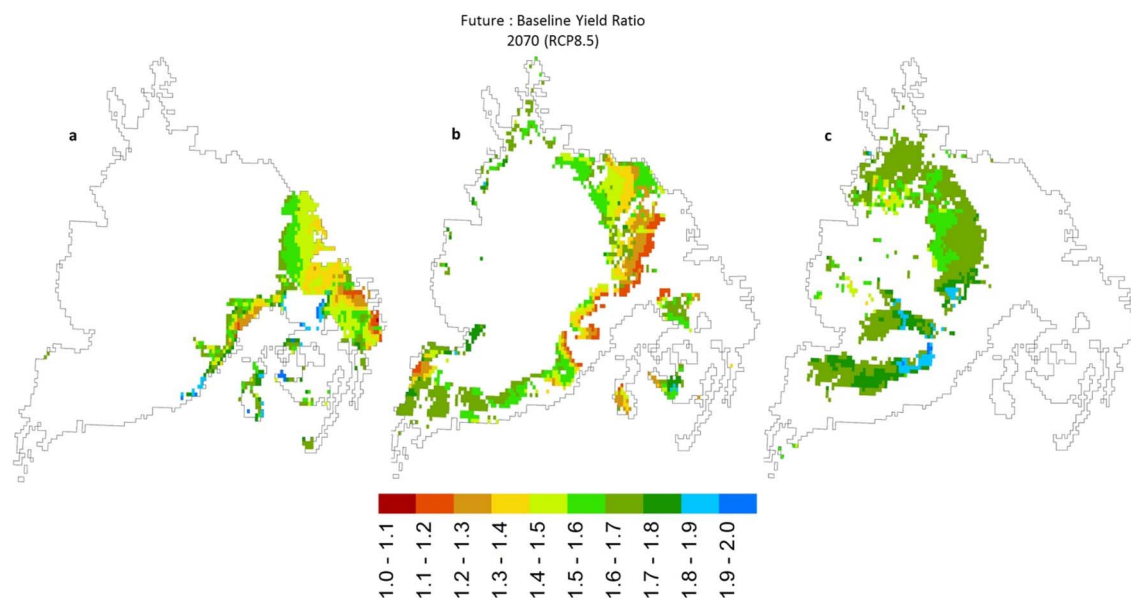 Future : Baseline Yield Ratio
2070 (RCP8.5)
a
b
c
1.0 - 1.1
1.1 - 1.2
1.2 - 1.3
1.3 - 1.4
1.4 - 1.5
1.5 - 1.6
1.6 - 1.7
1.7 - 1.8
1.8 - 1.9
1.9 - 2.0